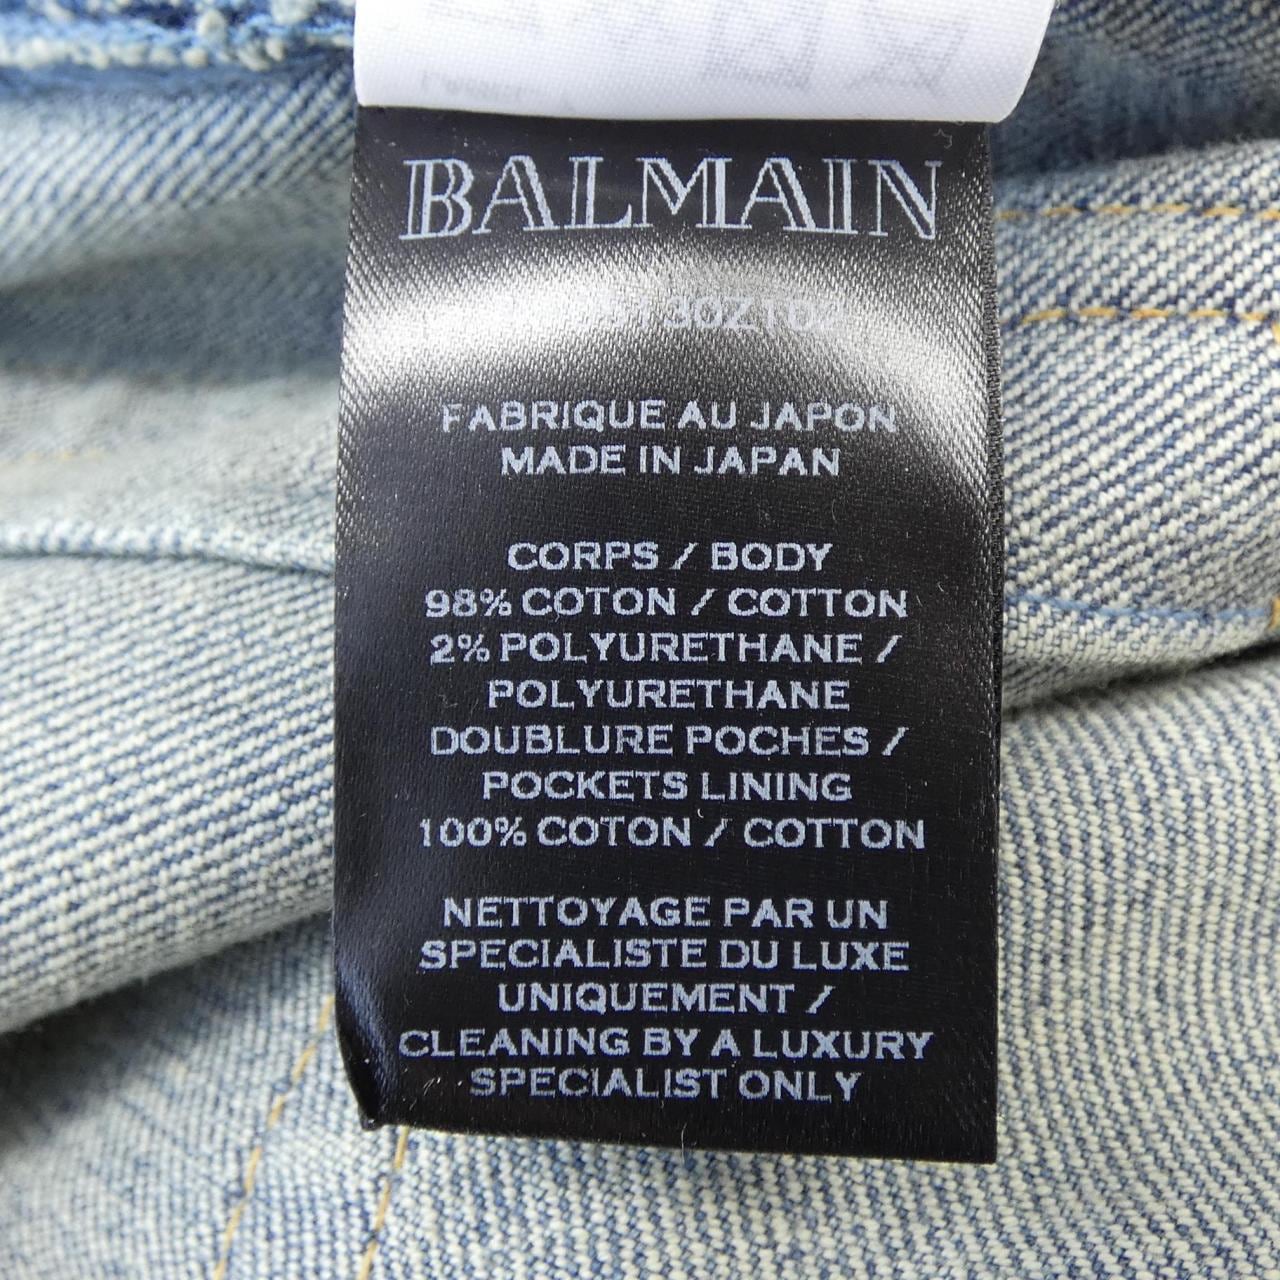 BALMAIN
FABRIQUE AU JAPON
MADE IN JAPAN
CORPS / BODY
98% COTON / COTTON
2% POLYURETHANE /
POLYURETHANE
DOUBLURE POCHES /
POCKETS LINING
100% COTON / COTTON
NETTOYAGE PAR UN
SPECIALISTE DU LUXE
UNIQUEMENT /
CLEANING BY A LUXURY
SPECIALIST ONLY